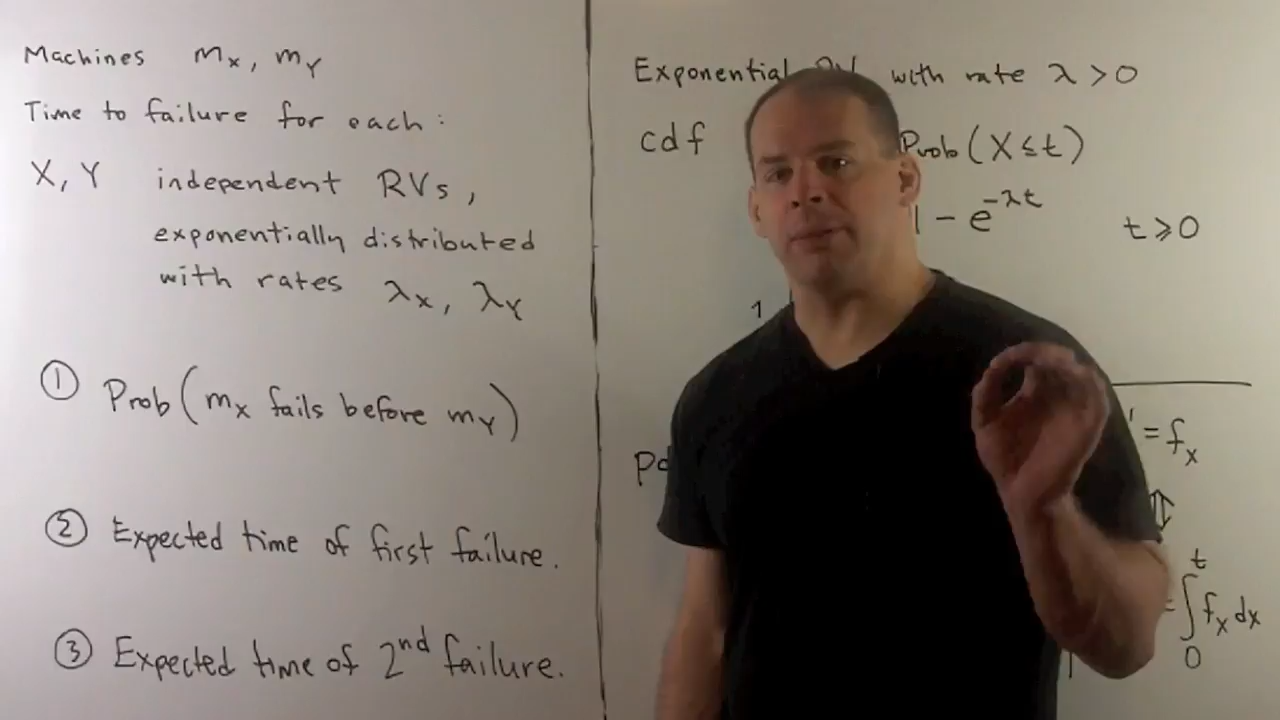 Machines m_X, m_Y
Time to failure for each:
X, Y independent RVs,
exponentially distributed
with rates λ_X, λ_Y
① Prob(m_X fails before m_Y)
② Expected time of first failure.
③ Expected time of 2nd failure.
Exponential with rate λ > 0
cdf Prob(X ≤ t)
1 - e^{-λt} t ≥ 0
1
' = f_X
⇕
= ∫_0^t f_X dx